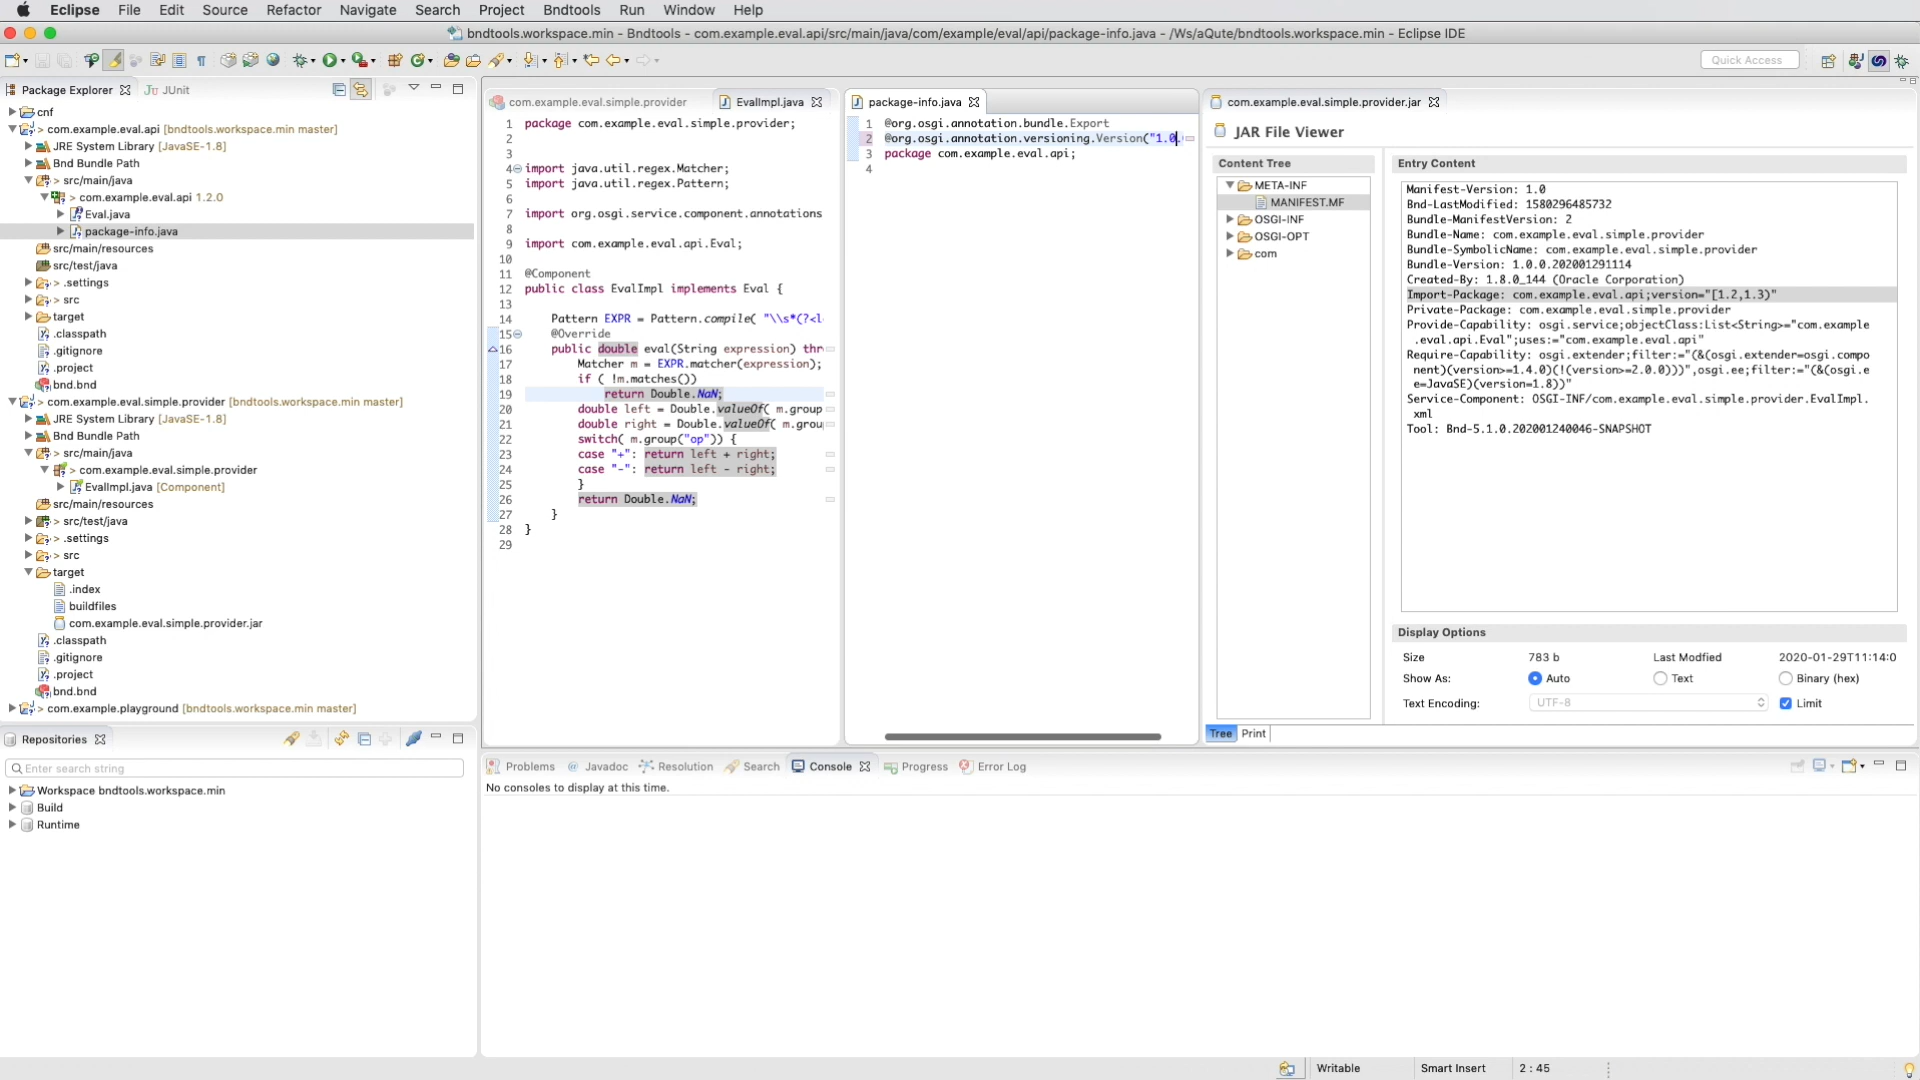 Eclipse File Edit Source Refactor Navigate Search Project Bndtools Run Window Help
bndtools.workspace.min - Bndtools - com.example.eval.api/src/main/java/com/example/eval/api/package-info.java - /Ws/aQute/bndtools.workspace.min - Eclipse IDE
Quick Access
Package Explorer
JUnit
cnf
> com.example.eval.api [bndtools.workspace.min master]
JRE System Library [JavaSE-1.8]
Bnd Bundle Path
> src/main/java
> com.example.eval.api 1.2.0
Eval.java
package-info.java
src/main/resources
src/test/java
> .settings
> src
target
.classpath
.gitignore
.project
bnd.bnd
> com.example.eval.simple.provider [bndtools.workspace.min master]
JRE System Library [JavaSE-1.8]
Bnd Bundle Path
> src/main/java
> com.example.eval.simple.provider
EvalImpl.java [Component]
src/main/resources
> src/test/java
> .settings
> src
target
.index
buildfiles
com.example.eval.simple.provider.jar
.classpath
.gitignore
.project
bnd.bnd
> com.example.playground [bndtools.workspace.min master]
Repositories
Enter search string
Workspace bndtools.workspace.min
Build
Runtime
com.example.eval.simple.provider
EvalImpl.java
1 package com.example.eval.simple.provider;
2
3
4 import java.util.regex.Matcher;
5 import java.util.regex.Pattern;
6
7 import org.osgi.service.component.annotations
8
9 import com.example.eval.api.Eval;
10
11 @Component
12 public class EvalImpl implements Eval {
13
14 Pattern EXPR = Pattern.compile( "\\s*(?<l
15 @Override
16 public double eval(String expression) thr
17 Matcher m = EXPR.matcher(expression);
18 if ( !m.matches())
19 return Double.NaN;
20 double left = Double.valueOf( m.group
21 double right = Double.valueOf( m.grou
22 switch( m.group("op")) {
23 case "+": return left + right;
24 case "-": return left - right;
25 }
26 return Double.NaN;
27 }
28 }
29
package-info.java
1 @org.osgi.annotation.bundle.Export
2 @org.osgi.annotation.versioning.Version("1.0
3 package com.example.eval.api;
4
com.example.eval.simple.provider.jar
JAR File Viewer
Content Tree
META-INF
MANIFEST.MF
OSGI-INF
OSGI-OPT
com
Entry Content
Manifest-Version: 1.0
Bnd-LastModified: 1580296485732
Bundle-ManifestVersion: 2
Bundle-Name: com.example.eval.simple.provider
Bundle-SymbolicName: com.example.eval.simple.provider
Bundle-Version: 1.0.0.202001291114
Created-By: 1.8.0_144 (Oracle Corporation)
Import-Package: com.example.eval.api;version="[1.2,1.3)"
Private-Package: com.example.eval.simple.provider
Provide-Capability: osgi.service;objectClass:List<String>="com.example
.eval.api.Eval";uses:="com.example.eval.api"
Require-Capability: osgi.extender;filter:="(&(osgi.extender=osgi.compo
nent)(version>=1.4.0)(!(version>=2.0.0)))",osgi.ee;filter:="(&(osgi.e
e=JavaSE)(version=1.8))"
Service-Component: OSGI-INF/com.example.eval.simple.provider.EvalImpl.
xml
Tool: Bnd-5.1.0.202001240046-SNAPSHOT
Display Options
Size 783 b Last Modfied 2020-01-29T11:14:0
Show As: Auto Text Binary (hex)
Text Encoding: UTF-8 Limit
Tree Print
Problems Javadoc Resolution Search Console Progress Error Log
No consoles to display at this time.
Writable Smart Insert 2 : 45